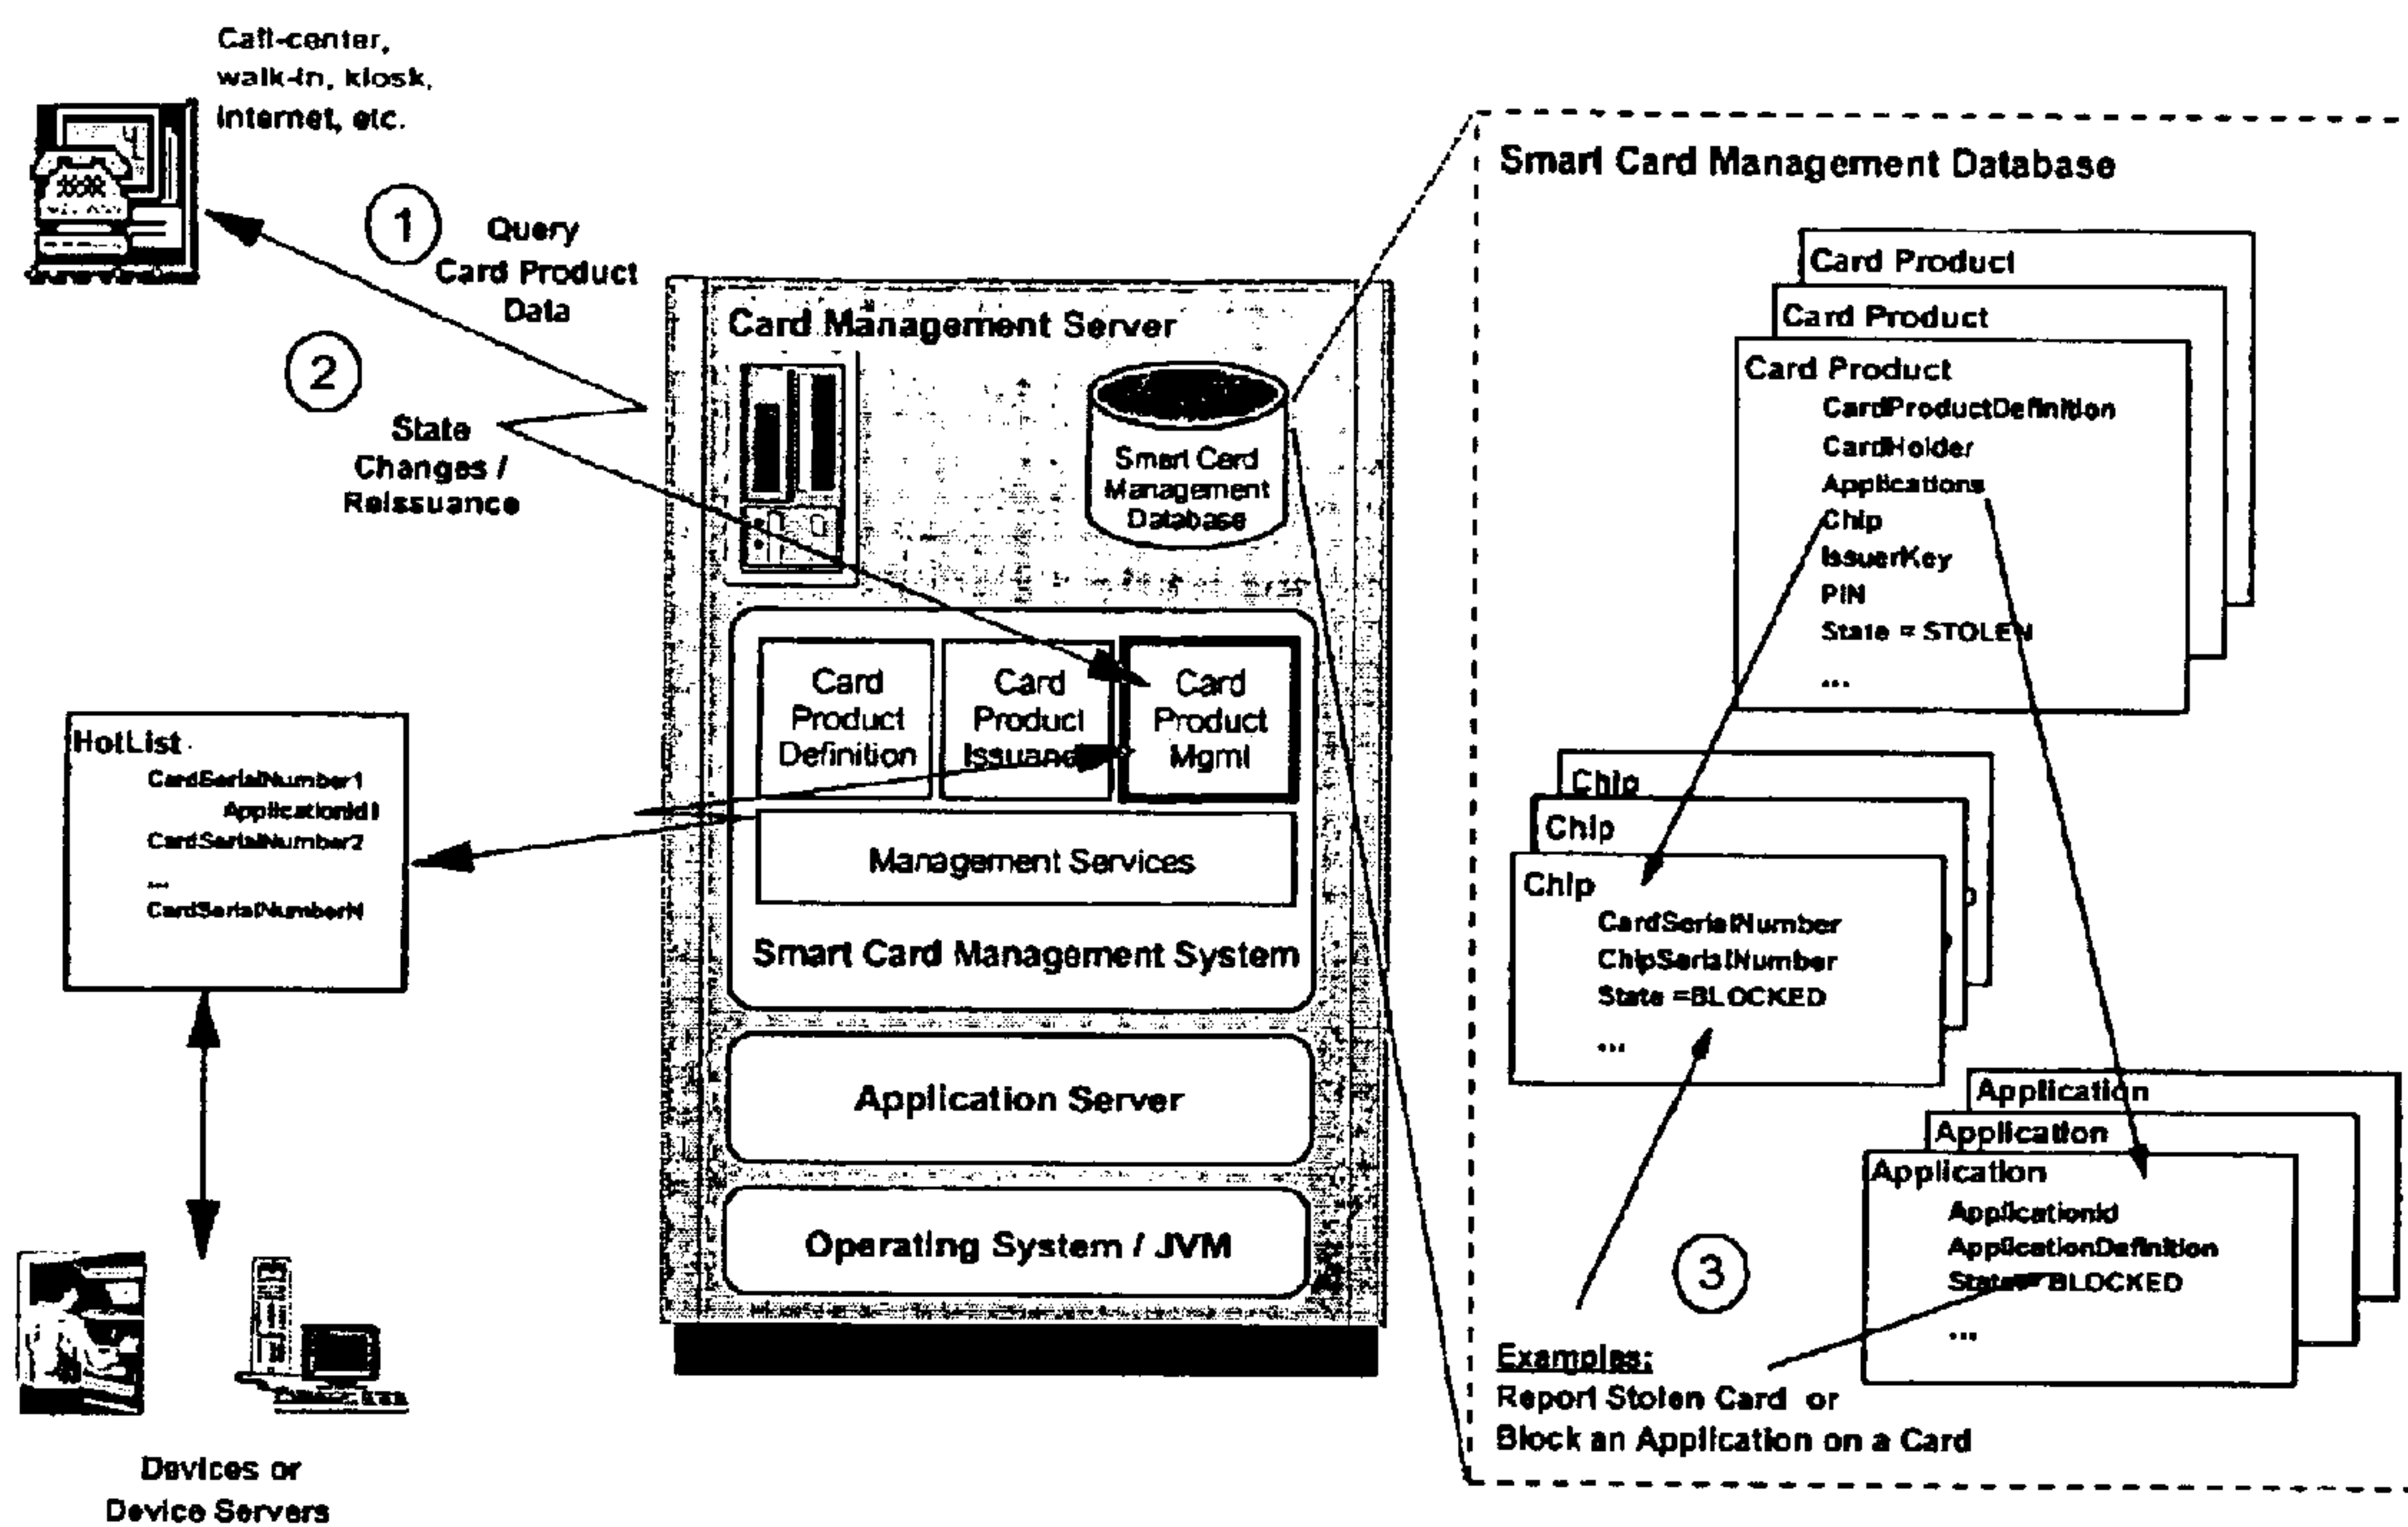 Call-center,
walk-in, kiosk,
internet, etc.
1
Query
Card Product
Data
2
State
Changes /
Reissuance
HotList
CardSerialNumber1
ApplicationId1
CardSerialNumber2
...
CardSerialNumberN
Devices or
Device Servers
Card Management Server
Smart Card
Management
Database
Card
Product
Definition
Card
Product
Issuance
Card
Product
Mgmt
Management Services
Smart Card Management System
Application Server
Operating System / JVM
Smart Card Management Database
Card Product
Card Product
Card Product
CardProductDefinition
CardHolder
Applications
Chip
IssuerKey
PIN
State = STOLEN
...
Chip
Chip
Chip
CardSerialNumber
ChipSerialNumber
State =BLOCKED
...
Application
Application
Application
ApplicationId
ApplicationDefinition
State= BLOCKED
...
3
Examples:
Report Stolen Card or
Block an Application on a Card